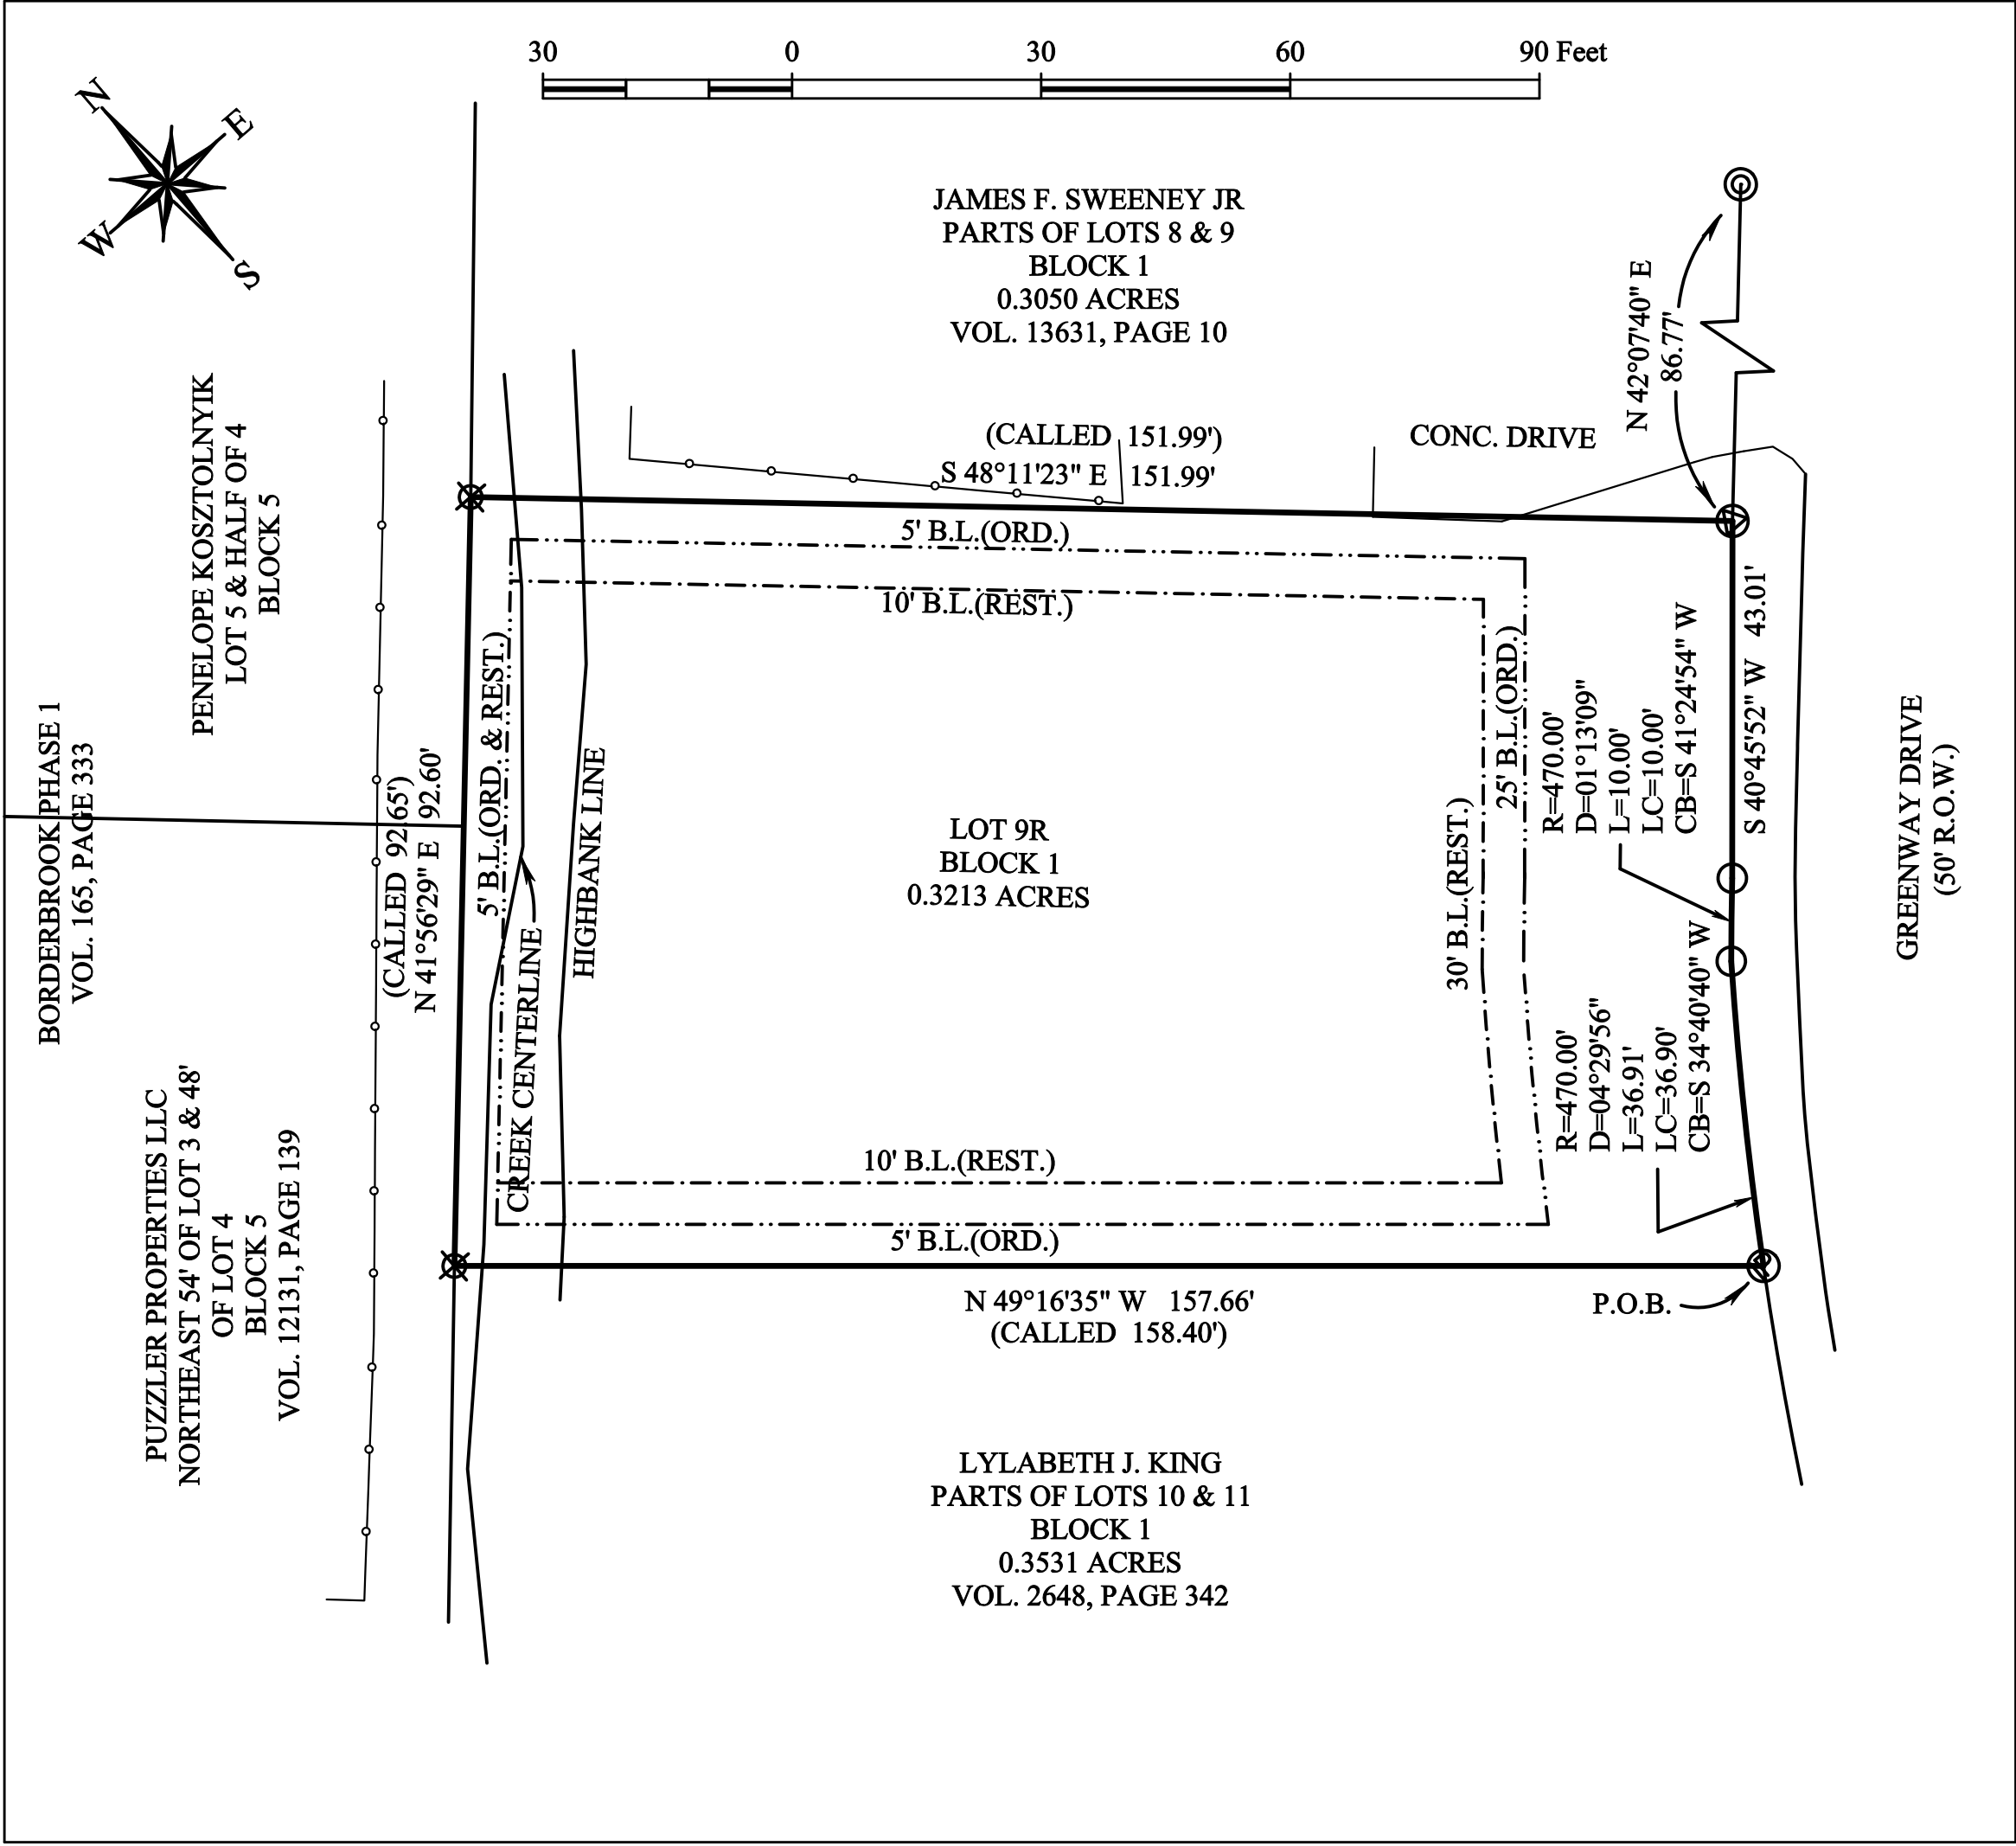 30 0 30 60 90 Feet
N
E
W
S
JAMES F. SWEENEY JR
PARTS OF LOTS 8 & 9
BLOCK 1
0.3050 ACRES
VOL. 13631, PAGE 10
N 42°07'40" E
86.77'
PENELOPE KOSZTOLNYIK
LOT 5 & HALF OF 4
BLOCK 5
(CALLED 151.99')
S 48°11'23" E 151.99'
CONC. DRIVE
5' B.L.(ORD.)
10' B.L.(REST.)
BORDERBROOK PHASE 1
VOL. 165, PAGE 333
(CALLED 92.65')
N 41°56'29" E 92.60'
5' B.L.(ORD. & REST.)
CREEK CENTERLINE
HIGHBANK LINE
LOT 9R
BLOCK 1
0.3213 ACRES
30' B.L.(REST.)
25' B.L.(ORD.)
R=470.00'
D=01°13'09"
L=10.00'
LC=10.00'
CB=S 41°24'54" W
S 40°45'52" W 43.01'
GREENWAY DRIVE
(50' R.O.W.)
R=470.00'
D=04°29'56"
L=36.91'
LC=36.90'
CB=S 34°40'40" W
PUZZLER PROPERTIES LLC
NORTHEAST 54' OF LOT 3 & 48'
OF LOT 4
BLOCK 5
VOL. 12131, PAGE 139
10' B.L.(REST.)
5' B.L.(ORD.)
N 49°16'35" W 157.66'
(CALLED 158.40')
P.O.B.
LYLABETH J. KING
PARTS OF LOTS 10 & 11
BLOCK 1
0.3531 ACRES
VOL. 2648, PAGE 342